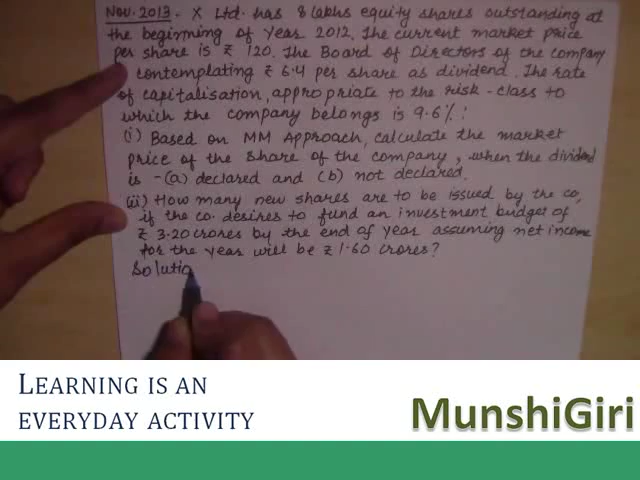 Nov. 2013 - X Ltd. has 8 lakhs equity shares outstanding at
the beginning of Year 2012. The current market price
per share is ₹ 120. The Board of Directors of the company
contemplating ₹ 6.4 per share as dividend. The rate
of capitalisation, appropriate to the risk-class to
which the company belongs is 9.6% :
(i) Based on MM Approach, calculate the market
price of the share of the company, when the dividend
is - (a) declared and (b) not declared.
(ii) How many new shares are to be issued by the co,
if the co. desires to fund an investment budget of
₹ 3.20 crores by the end of year assuming net income
for the year will be ₹ 1.60 crores?
Solutio
LEARNING IS AN
EVERYDAY ACTIVITY
MunshiGiri